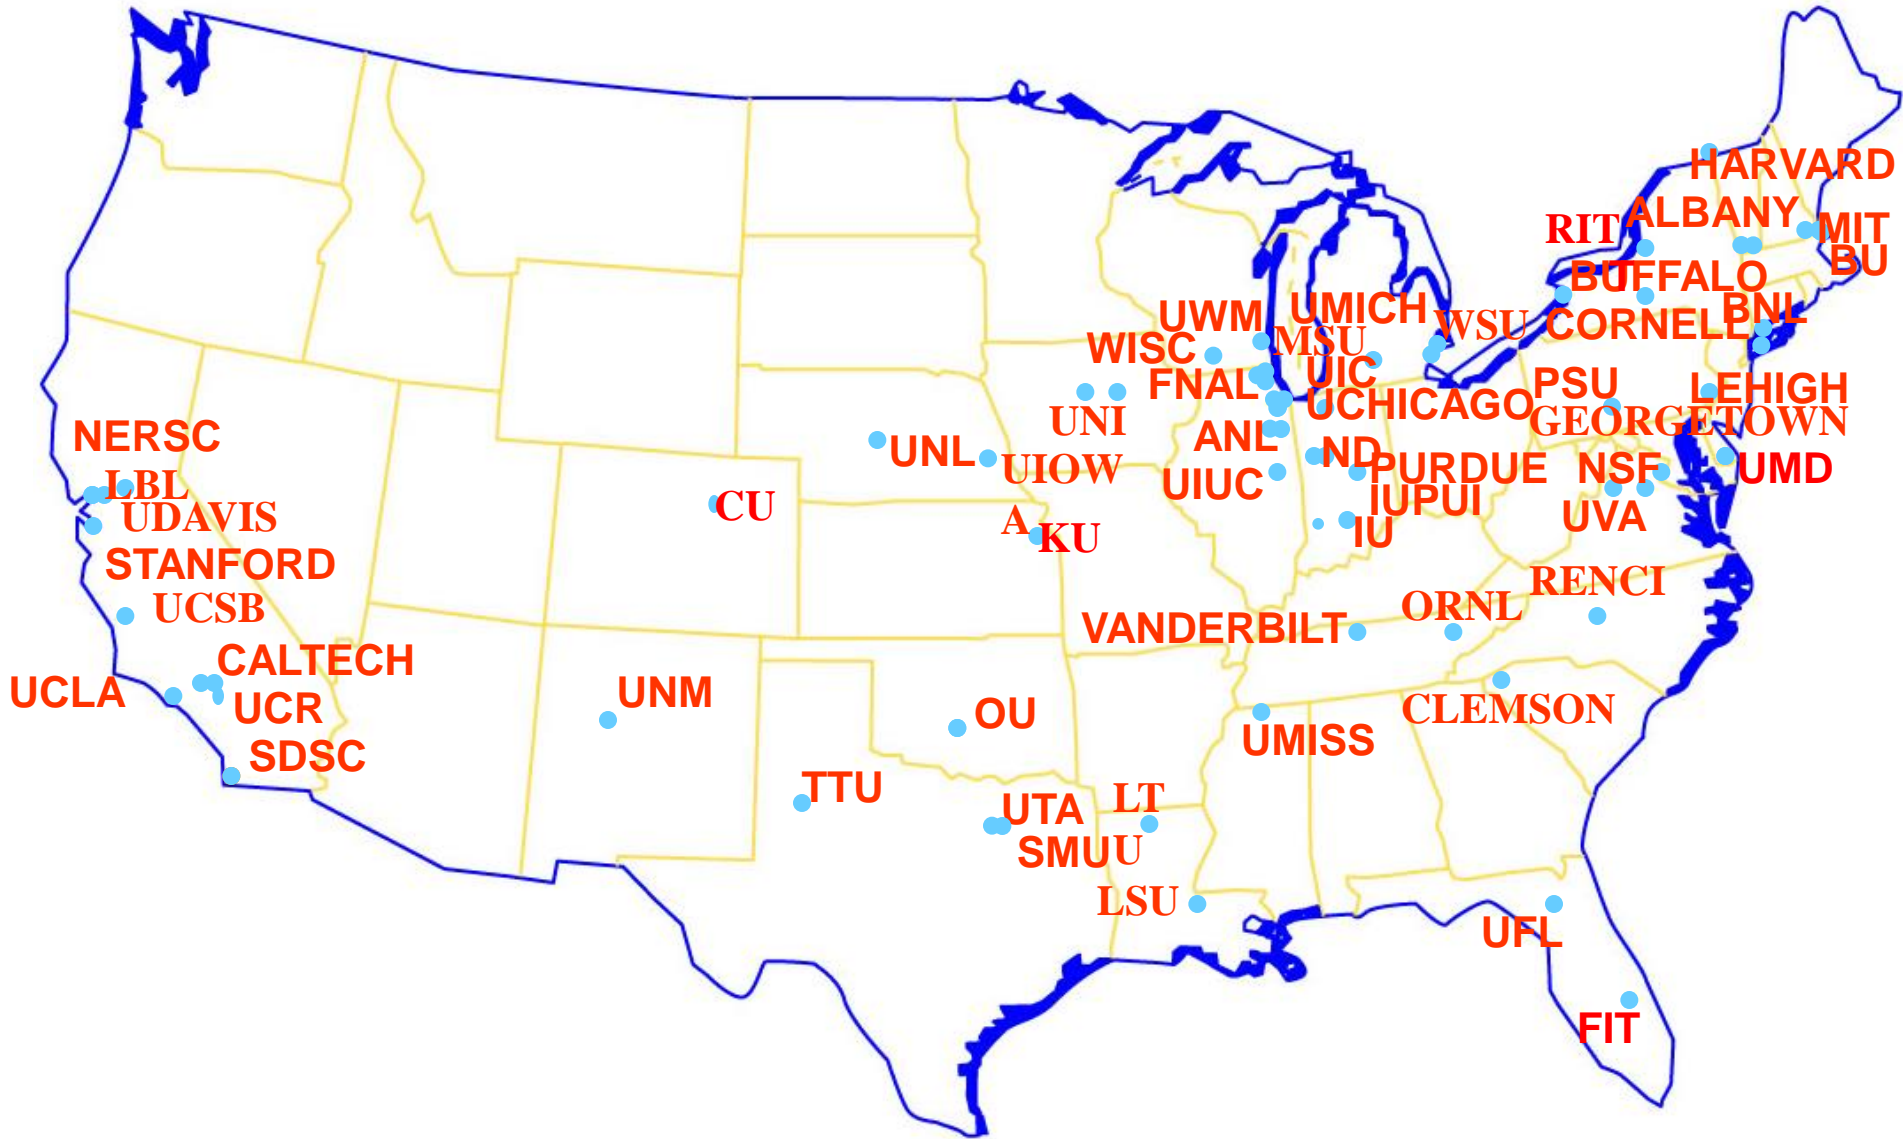 HARVARD
ALBANY
RIT
MIT
BU
BUFFALO
T
BNL
CORNELL
UWM
UMICH
WSU
MSU
WISC
UIC
FNAL
PSU
LEHIGH
UCHICAGO
GEORGETOWN
UNI
ANL
NERSC
UNL
ND
UIOW
A
PURDUE
NSF
UMD
LBL
UIUC
IUPUI
CU
UDAVIS
UVA
IU
KU
STANFORD
RENCI
UCSB
ORNL
VANDERBILT
CALTECH
UCLA
UNM
UCR
OU
CLEMSON
UMISS
SDSC
TTU
LT
U
UTA
SMU
LSU
UFL
FIT